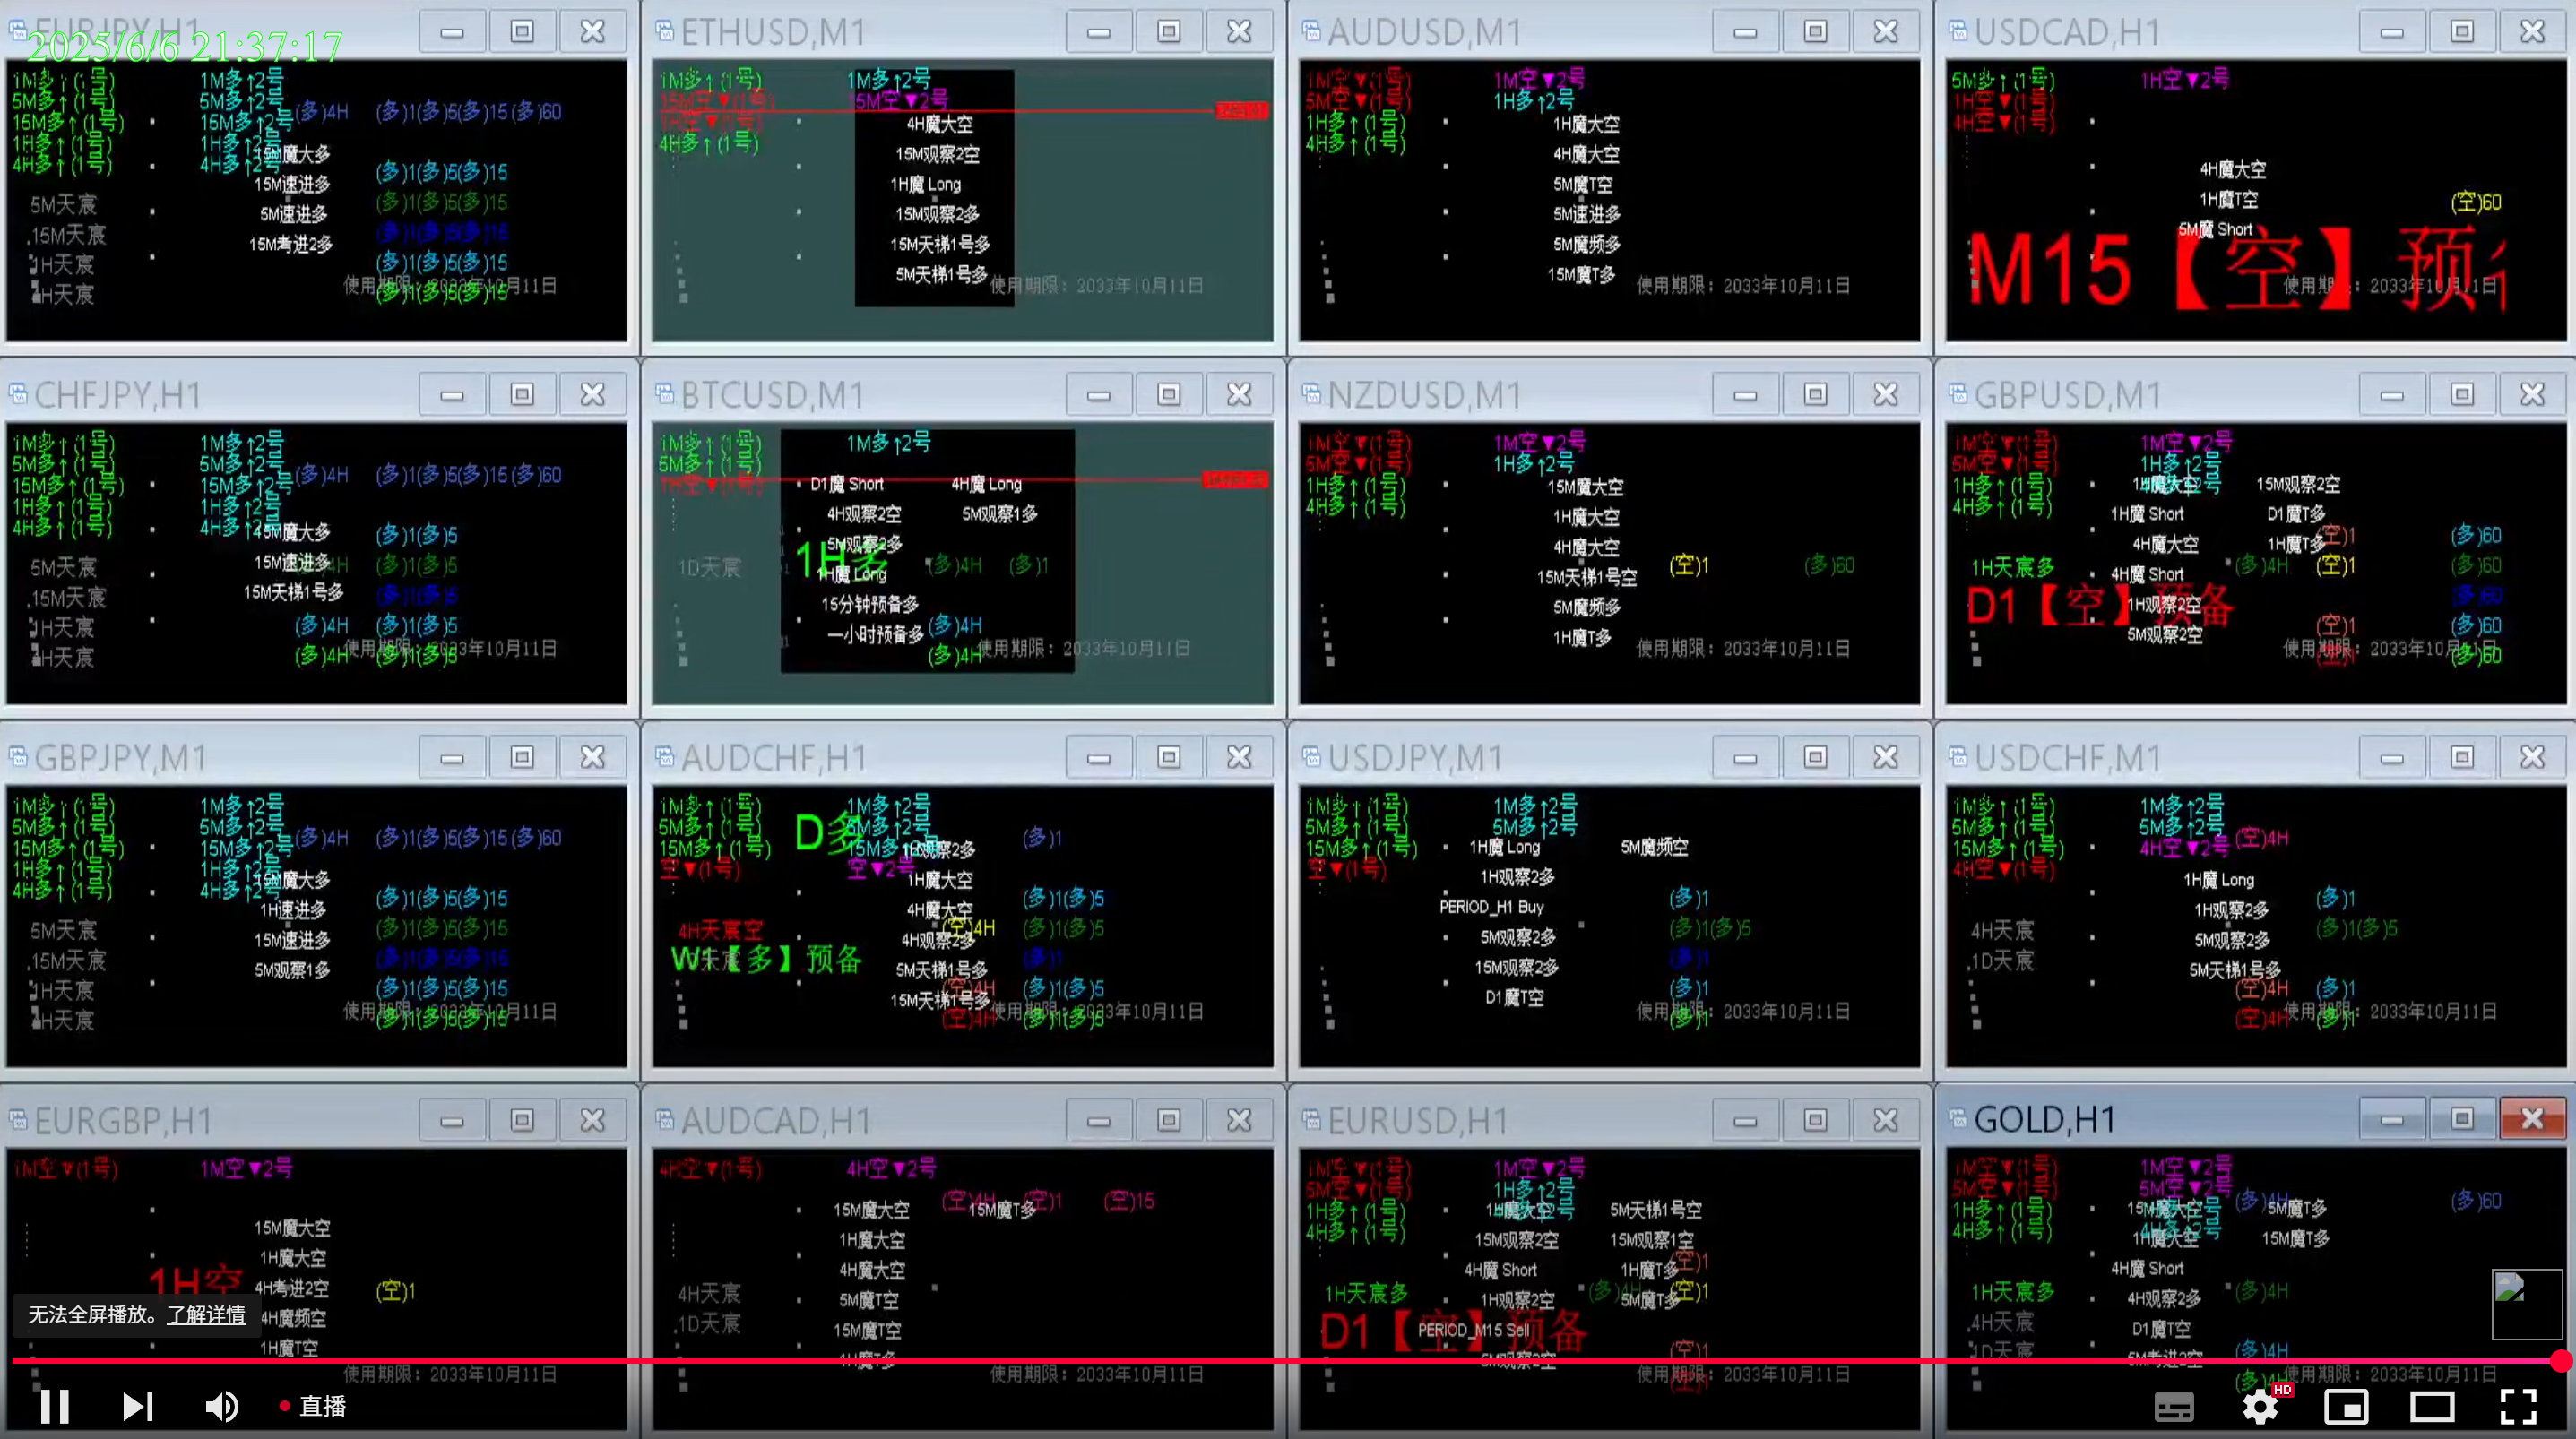 EURJPY,H1
2025/6/6 21:37:17
1M多↑(1号) 1M多↑2号
5M多↑(1号) 5M多↑2号 (多)4H (多)1(多)5(多)15(多)60
15M多↑(1号) 15M多↑2号
1H多↑(1号) 1H多↑2号
4H多↑(1号) 4H多↑2号
15M魔大多
15M速进多 (多)1(多)5(多)15
5M天宸 5M速进多 (多)1(多)5(多)15
15M天宸 15M考进2多 (多)1(多)5(多)15
1H天宸 (多)1(多)5(多)15
H天宸 (多)1(多)5(多)15
使用期限：2033年10月11日
ETHUSD,M1
1M多↑(1号) 1M多↑2号
15M空▼(1号) 15M空▼2号
1H空▼(1号)
4H多↑(1号)
4H魔大空
15M观察2空
1H魔 Long
15M观察2多
15M天梯1号多
5M天梯1号多
使用期限：2033年10月11日
AUDUSD,M1
1M空▼(1号) 1M空▼2号
5M空▼(1号) 1H多↑2号
1H多↑(1号)
4H多↑(1号)
1H魔大空
4H魔大空
5M魔T空
5M速进多
5M魔频多
15M魔T多
使用期限：2033年10月11日
USDCAD,H1
5M多↑(1号) 1H空▼2号
1H空▼(1号)
4H空▼(1号)
4H魔大空
1H魔T空 (空)60
5M魔 Short
M15【空】预
使用期限：2033年10月11日
CHFJPY,H1
1M多↑(1号) 1M多↑2号
5M多↑(1号) 5M多↑2号 (多)4H (多)1(多)5(多)15(多)60
15M多↑(1号) 15M多↑2号
1H多↑(1号) 1H多↑2号
4H多↑(1号) 4H多↑2号
45M魔大多 (多)1(多)5
5M天宸 15M速进多 4H (多)1(多)5
15M天宸 15M天梯1号多 (多)1(多)5
1H天宸 (多)4H (多)1(多)5
H天宸 (多)4H (多)1(多)5
使用期限：2033年10月11日
BTCUSD,M1
1M多↑(1号) 1M多↑2号
5M多↑(1号)
1H空▼(1号)
D1魔 Short 4H魔 Long
4H观察2空 5M观察1多
5M观察2多
1H多
1D天宸 1H魔 Long (多)4H (多)1
15分钟预备多
一小时预备多 (多)4H
(多)4H
使用期限：2033年10月11日
NZDUSD,M1
1M空▼(1号) 1M空▼2号
5M空▼(1号) 1H多↑2号
1H多↑(1号)
4H多↑(1号)
15M魔大空
1H魔大空
4H魔大空
15M天梯1号空 (空)1 (多)60
5M魔频多
1H魔T多
使用期限：2033年10月11日
GBPUSD,M1
1M空▼(1号) 1M空▼2号
5M空▼(1号) 1H多↑2号
1H多↑(1号)
4H多↑(1号)
1H魔大空 15M观察2空
1H魔 Short D1魔T多
4H魔大空 1H魔T多 (空)1 (多)60
1H天宸多 4H魔 Short (多)4H (空)1 (多)60
D1【空】预备
1H观察2空 (多)60
5M观察2空 (空)1 (多)60
(多)60
使用期限：2033年10月11日
GBPJPY,M1
1M多↑(1号) 1M多↑2号
5M多↑(1号) 5M多↑2号 (多)4H (多)1(多)5(多)15(多)60
15M多↑(1号) 15M多↑2号
1H多↑(1号) 1H多↑2号
4H多↑(1号) 4H多↑2号
15M魔大多
1H速进多 (多)1(多)5(多)15
5M天宸 15M速进多 (多)1(多)5(多)15
15M天宸 5M观察1多 (多)1(多)5(多)15
1H天宸 (多)1(多)5(多)15
H天宸 (多)1(多)5(多)15
使用期限：2033年10月11日
AUDCHF,H1
1M多↑(1号) 1M多↑2号
5M多↑(1号) D多 5M多↑2号 (多)1
15M多↑(1号) 15M多↑2号
空▼(1号) 空▼2号
1H观察2多
1H魔大空
4H魔大空 (多)1(多)5
4H天宸空 (空)4H (多)1(多)5
4H观察2多
W1【多】预备 (多)1
5M天梯1号多
15M天梯1号多 (空)4H (多)1(多)5
(空)4H (多)1(多)5
使用期限：2033年10月11日
USDJPY,M1
1M多↑(1号) 1M多↑2号
5M多↑(1号) 5M多↑2号
15M多↑(1号)
空▼(1号)
1H魔 Long 5M魔频空
1H观察2多
PERIOD_H1 Buy (多)1
5M观察2多 (多)1(多)5
15M观察2多 (多)1
D1魔T空 (多)1
(多)1
使用期限：2033年10月11日
USDCHF,M1
1M多↑(1号) 1M多↑2号
5M多↑(1号) 5M多↑2号
15M多↑(1号) 4H空▼2号 (空)4H
4H空▼(1号)
1H魔 Long
1H观察2多 (多)1
4H天宸 5M观察2多 (多)1(多)5
1D天宸 5M天梯1号多
(空)4H (多)1
(空)4H (多)1
使用期限：2033年10月11日
EURGBP,H1
1M空▼(1号) 1M空▼2号
15M魔大空
1H魔大空
1H空
4H考进2空 (空)1
4H魔频空
1H魔T空
使用期限：2033年10月11日
AUDCAD,H1
4H空▼(1号) 4H空▼2号
(空)4H (空)1 (空)15
15M魔大空 15M魔T多
1H魔大空
4H魔大空
4H天宸 5M魔T空
1D天宸 15M魔T空
4H魔T多
使用期限：2033年10月11日
EURUSD,H1
1M空▼(1号) 1M空▼2号
5M空▼(1号) 1H多↑2号
1H多↑(1号)
4H多↑(1号)
1H魔大空 5M天梯1号空
15M观察2空 15M观察1空
4H魔 Short 1H魔T多 (空)1
1H天宸多 1H观察2空 (多)4H 5M魔T多 (空)1
D1【空】预备
PERIOD_M15 Sell
5M观察2空 (空)1
使用期限：2033年10月11日
GOLD,H1
1M空▼(1号) 1M空▼2号
5M空▼(1号) 5M空▼2号
1H多↑(1号) (多)4H (多)60
4H多↑(1号) 4H多↑2号
15M魔大空 5M魔T多
1H魔大空 15M魔T多
4H魔 Short
1H天宸多 4H观察2多 (多)4H
4H天宸 D1魔T空
1D天宸 5M考进2空 (多)4H
(多)4H
使用期限：2033年10月11日
无法全屏播放。了解详情
直播
HD